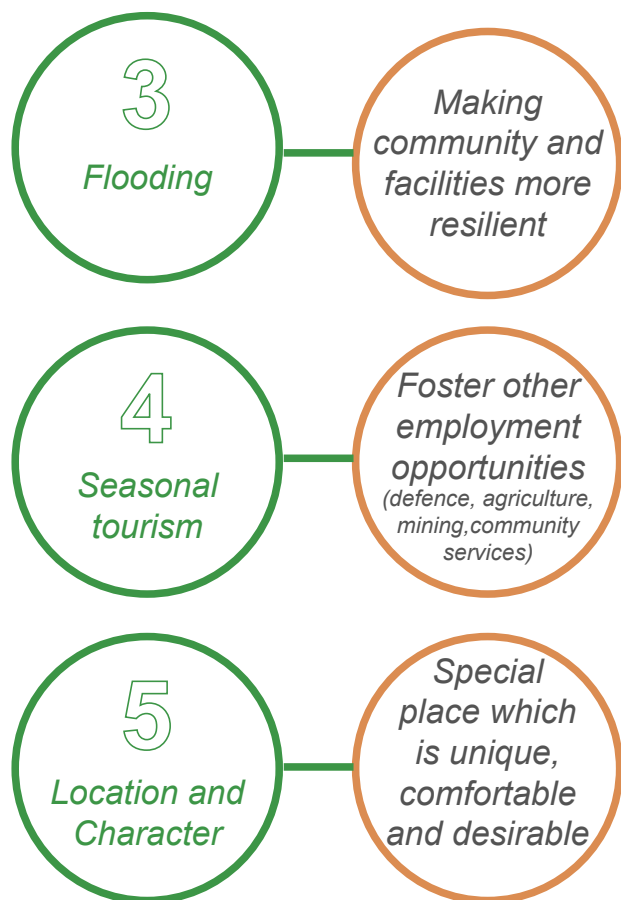 3
Flooding
Making
community and
facilities more
resilient
4
Seasonal
tourism
Foster other
employment
opportunities
(defence, agriculture,
mining,community
services)
5
Location and
Character
Special
place which
is unique,
comfortable
and desirable